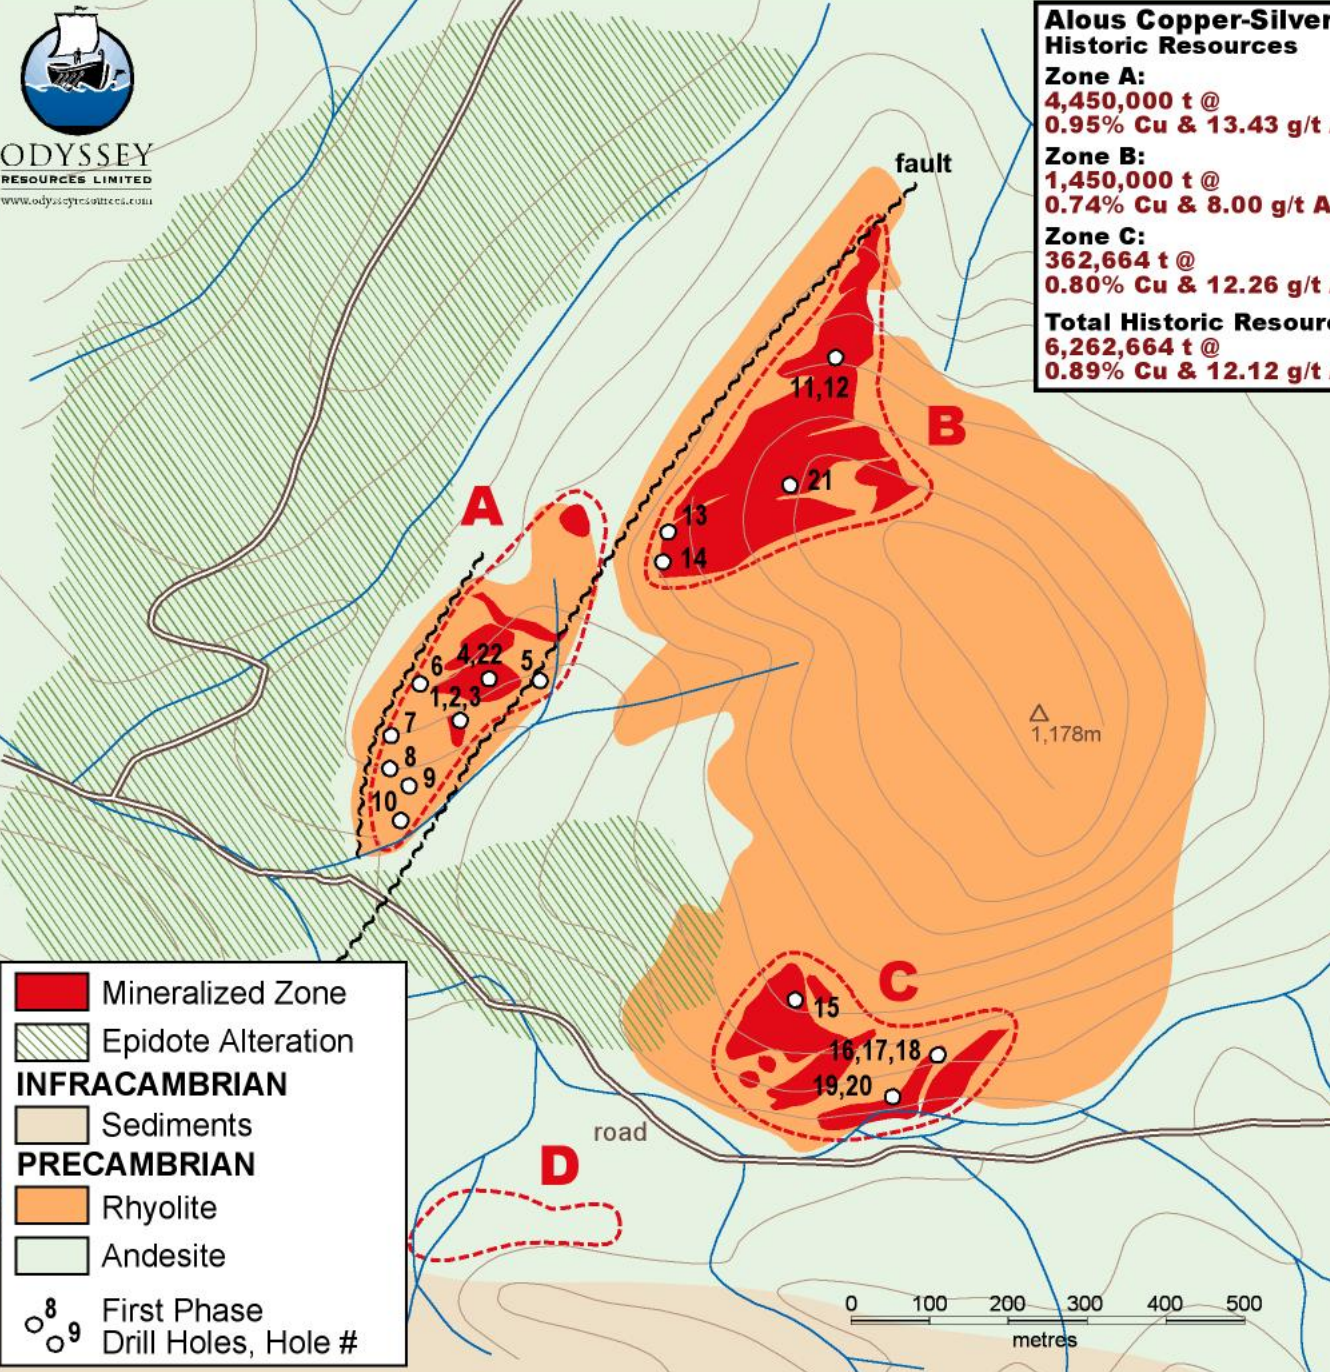 ODYSSEY
RESOURCES LIMITED
www.odysseyresources.com
Alous Copper-Silver
Historic Resources
Zone A:
4,450,000 t @
0.95% Cu & 13.43 g/t
Zone B:
1,450,000 t @
0.74% Cu & 8.00 g/t A
Zone C:
362,664 t @
0.80% Cu & 12.26 g/t
Total Historic Resour
6,262,664 t @
0.89% Cu & 12.12 g/t
fault
11,12
B
21
A
13
14
4,22
5
6
1,2,3
7
8
9
10
1,178m
C
15
16,17,18
19,20
road
D
Mineralized Zone
Epidote Alteration
INFRACAMBRIAN
Sediments
PRECAMBRIAN
Rhyolite
Andesite
8
9
First Phase
Drill Holes, Hole #
0 100 200 300 400 500
metres